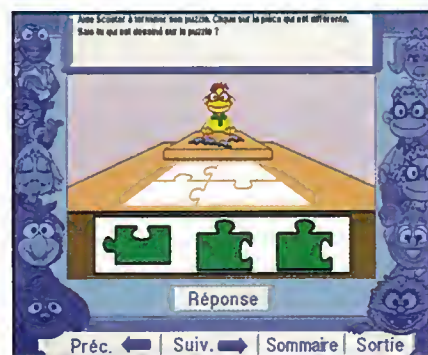 Aide Scooter à terminer son puzzle. Clique sur la pièce qui est différente.
Sais-tu qui est dessiné sur le puzzle ?
Réponse
Préc. Suiv. Sommaire Sortie